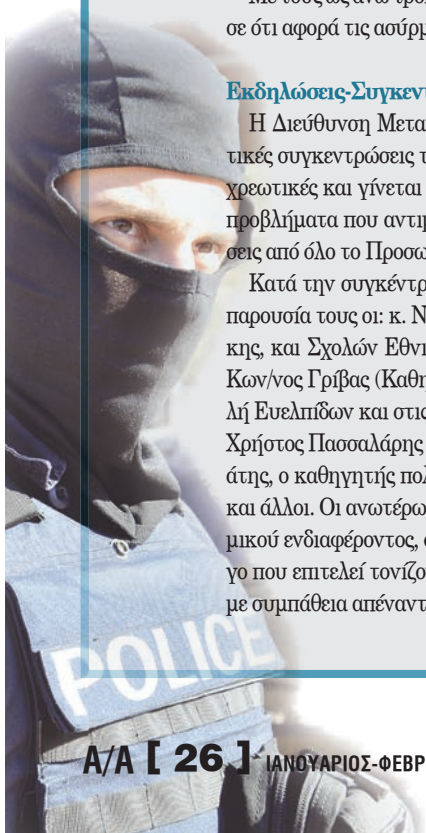 σε ότι αφορά τις ασύρμ
Εκδηλώσεις-Συγκεντ
Η Διεύθυνση Μετα
τικές συγκεντρώσεις τ
χρεωτικές και γίνεται
προβλήματα που αντιμ
σεις από όλο το Προσω
Κατά την συγκέντρ
παρουσία τους οι: κ. Ν
κης, και Σχολών Εθνι
Κων/νος Γρίβας (Καθη
λή Ευελπίδων και στις
Χρήστος Πασσαλάρης
άτης, ο καθηγητής πολ
και άλλοι. Οι ανωτέρω
μικού ενδιαφέροντος, 
γο που επιτελεί τονίζον
με συμπάθεια απέναντ
POLICE
Α/Α [ 26 ] ΙΑΝΟΥΑΡΙΟΣ-ΦΕΒΡ